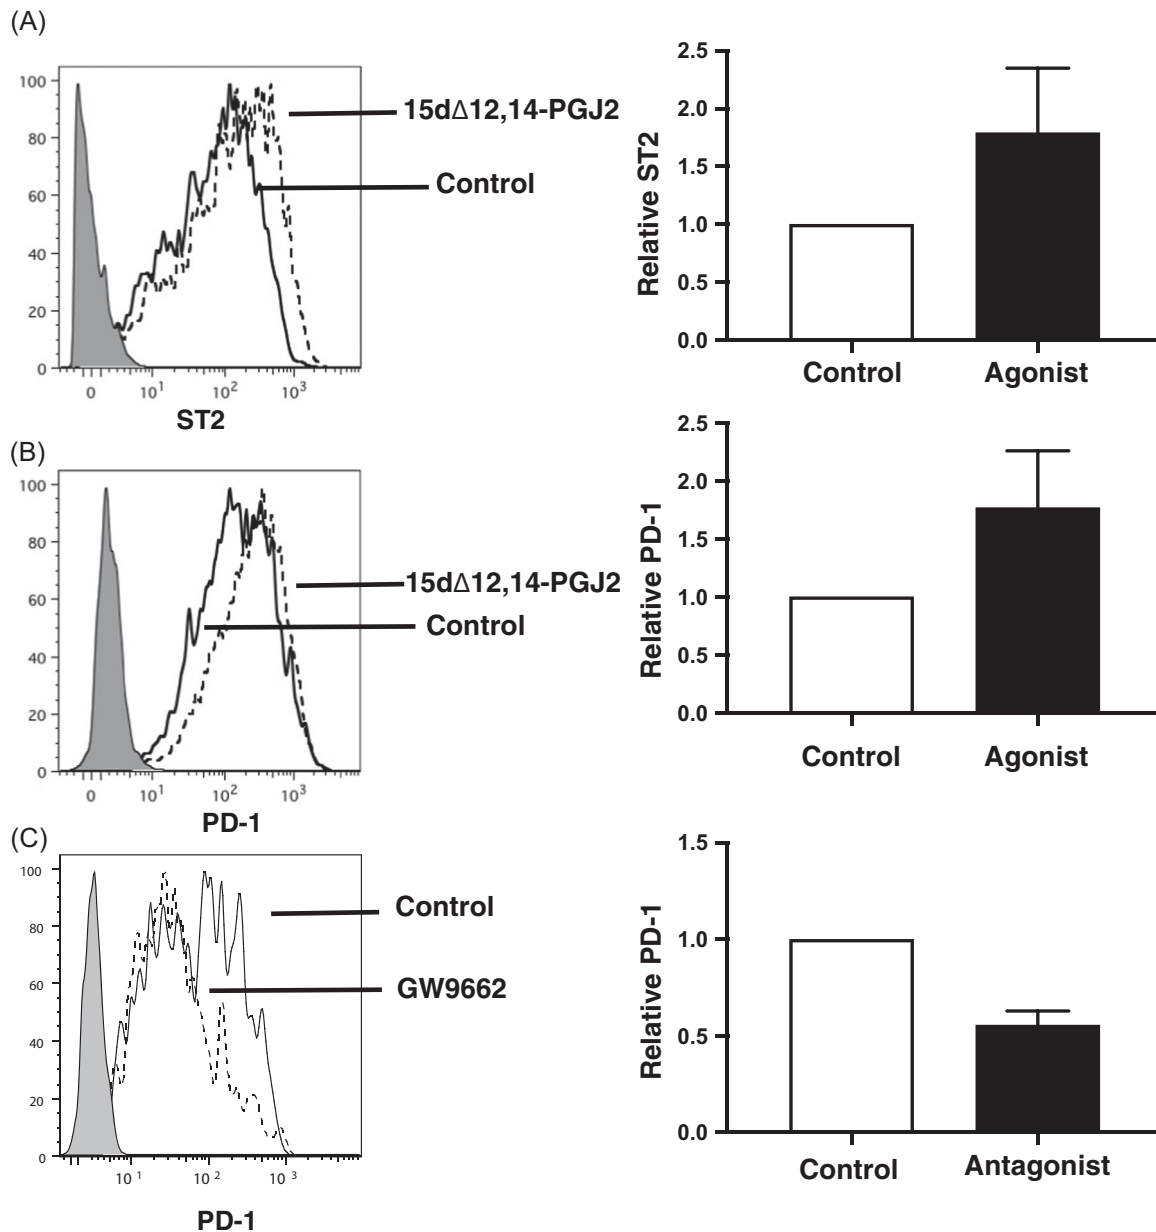 (A)
100
80
60
40
20
0
0 10¹ 10² 10³
ST2
15dΔ12,14-PGJ2
Control
Relative ST2
2.5
2.0
1.5
1.0
0.5
0.0
Control Agonist
(B)
100
80
60
40
20
0
0 10¹ 10² 10³
PD-1
15dΔ12,14-PGJ2
Control
Relative PD-1
2.5
2.0
1.5
1.0
0.5
0.0
Control Agonist
(C)
100
80
60
40
20
0
10¹ 10² 10³
PD-1
Control
GW9662
Relative PD-1
1.5
1.0
0.5
0.0
Control Antagonist